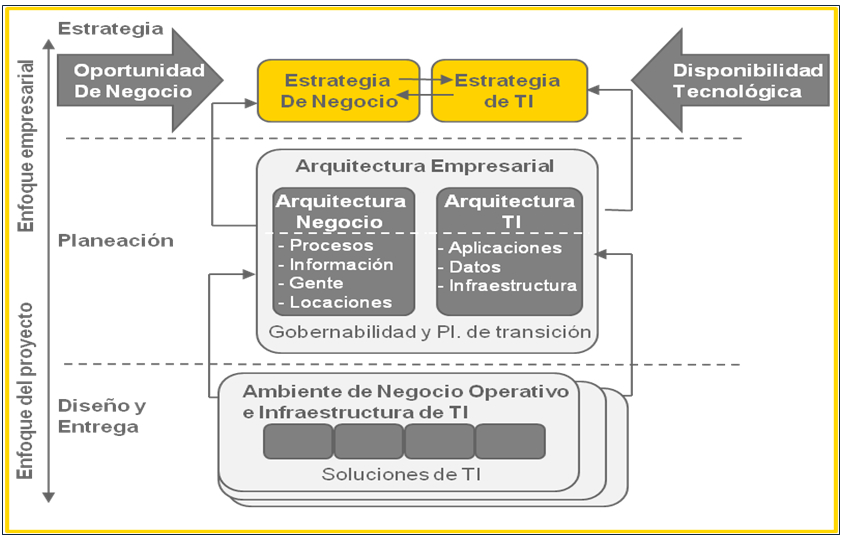 Estrategia
Oportunidad
De Negocio
Estrategia
De Negocio
Estrategia
de TI
Disponibilidad
Tecnológica
Enfoque empresarial
Arquitectura Empresarial
Arquitectura
Negocio
- Procesos
- Información
- Gente
- Locaciones
Arquitectura
TI
- Aplicaciones
- Datos
- Infraestructura
Planeación
Gobernabilidad y Pl. de transición
Enfoque del proyecto
Diseño y
Entrega
Ambiente de Negocio Operativo
e Infraestructura de TI
Soluciones de TI